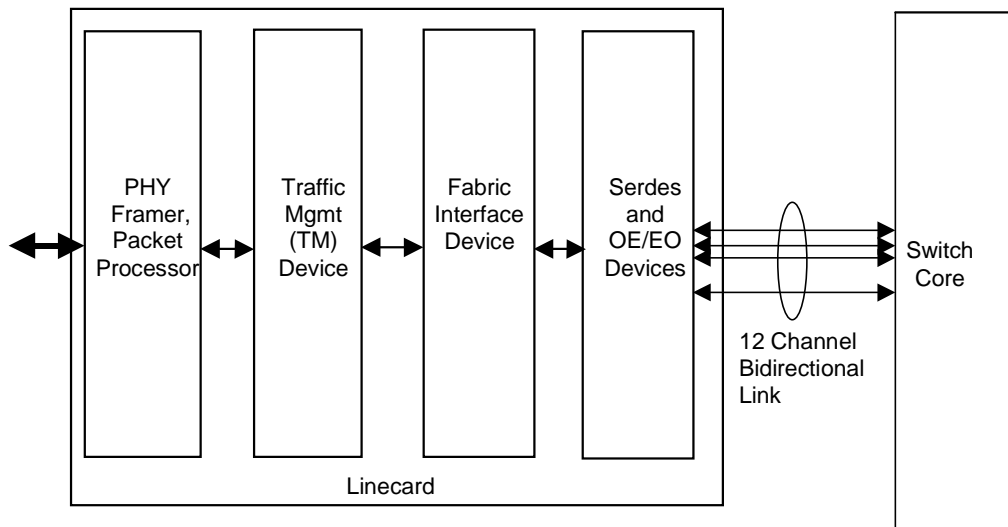 PHY
Framer,
Packet
Processor
Traffic
Mgmt
(TM)
Device
Fabric
Interface
Device
Serdes
and
OE/EO
Devices
Switch
Core
12 Channel
Bidirectional
Link
Linecard